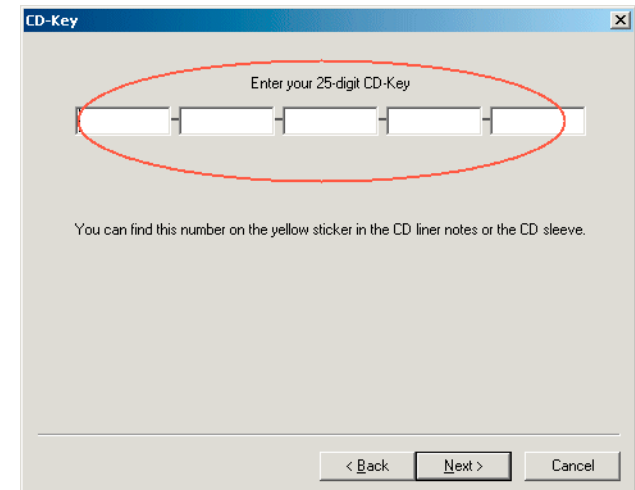 CD-Key
Enter your 25-digit CD-Key
- - - -
You can find this number on the yellow sticker in the CD liner notes or the CD sleeve.
< Back Next > Cancel